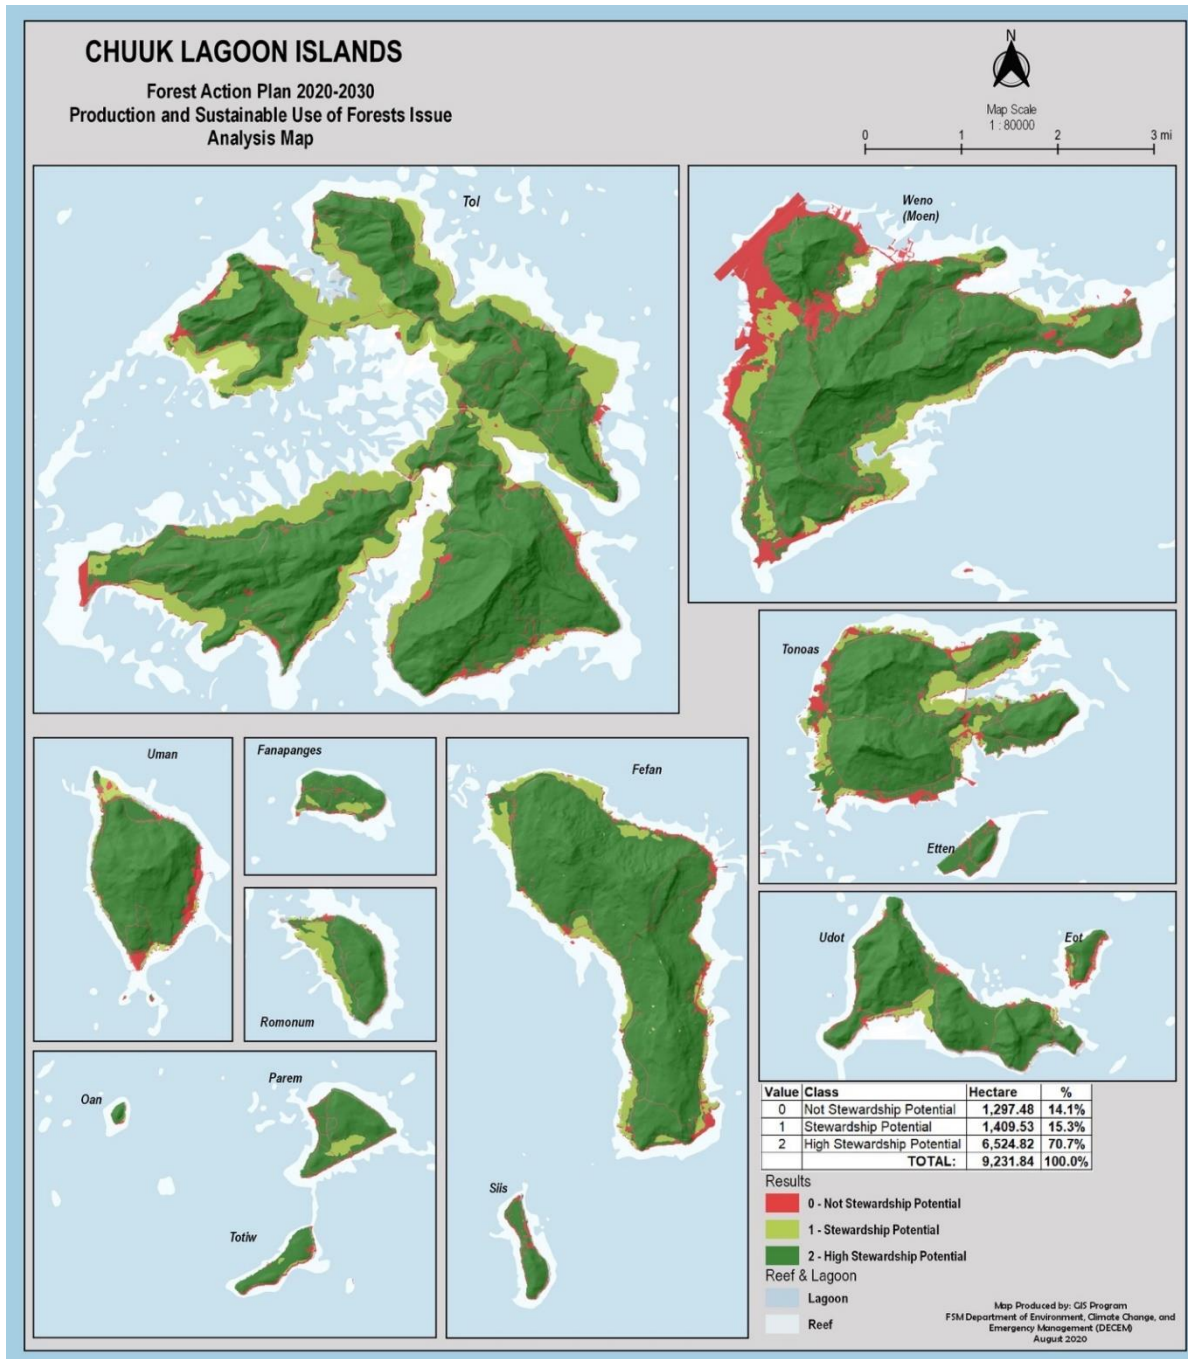 CHUUK LAGOON ISLANDS
Forest Action Plan 2020-2030
Production and Sustainable Use of Forests Issue
Analysis Map
N
Map Scale
1 : 80000
0 1 2 3 mi
Tol
Weno
(Moen)
Tonoas
Etten
Uman
Fanapanges
Fefan
Romonum
Udot
Eot
Oan
Parem
Totiw
Siis
Value Class Hectare %
0 Not Stewardship Potential 1,297.48 14.1%
1 Stewardship Potential 1,409.53 15.3%
2 High Stewardship Potential 6,524.82 70.7%
TOTAL: 9,231.84 100.0%
Results
0 - Not Stewardship Potential
1 - Stewardship Potential
2 - High Stewardship Potential
Reef & Lagoon
Lagoon
Reef
Map Produced by: GIS Program
FSM Department of Environment, Climate Change, and
Emergency Management (DECEM)
August 2020